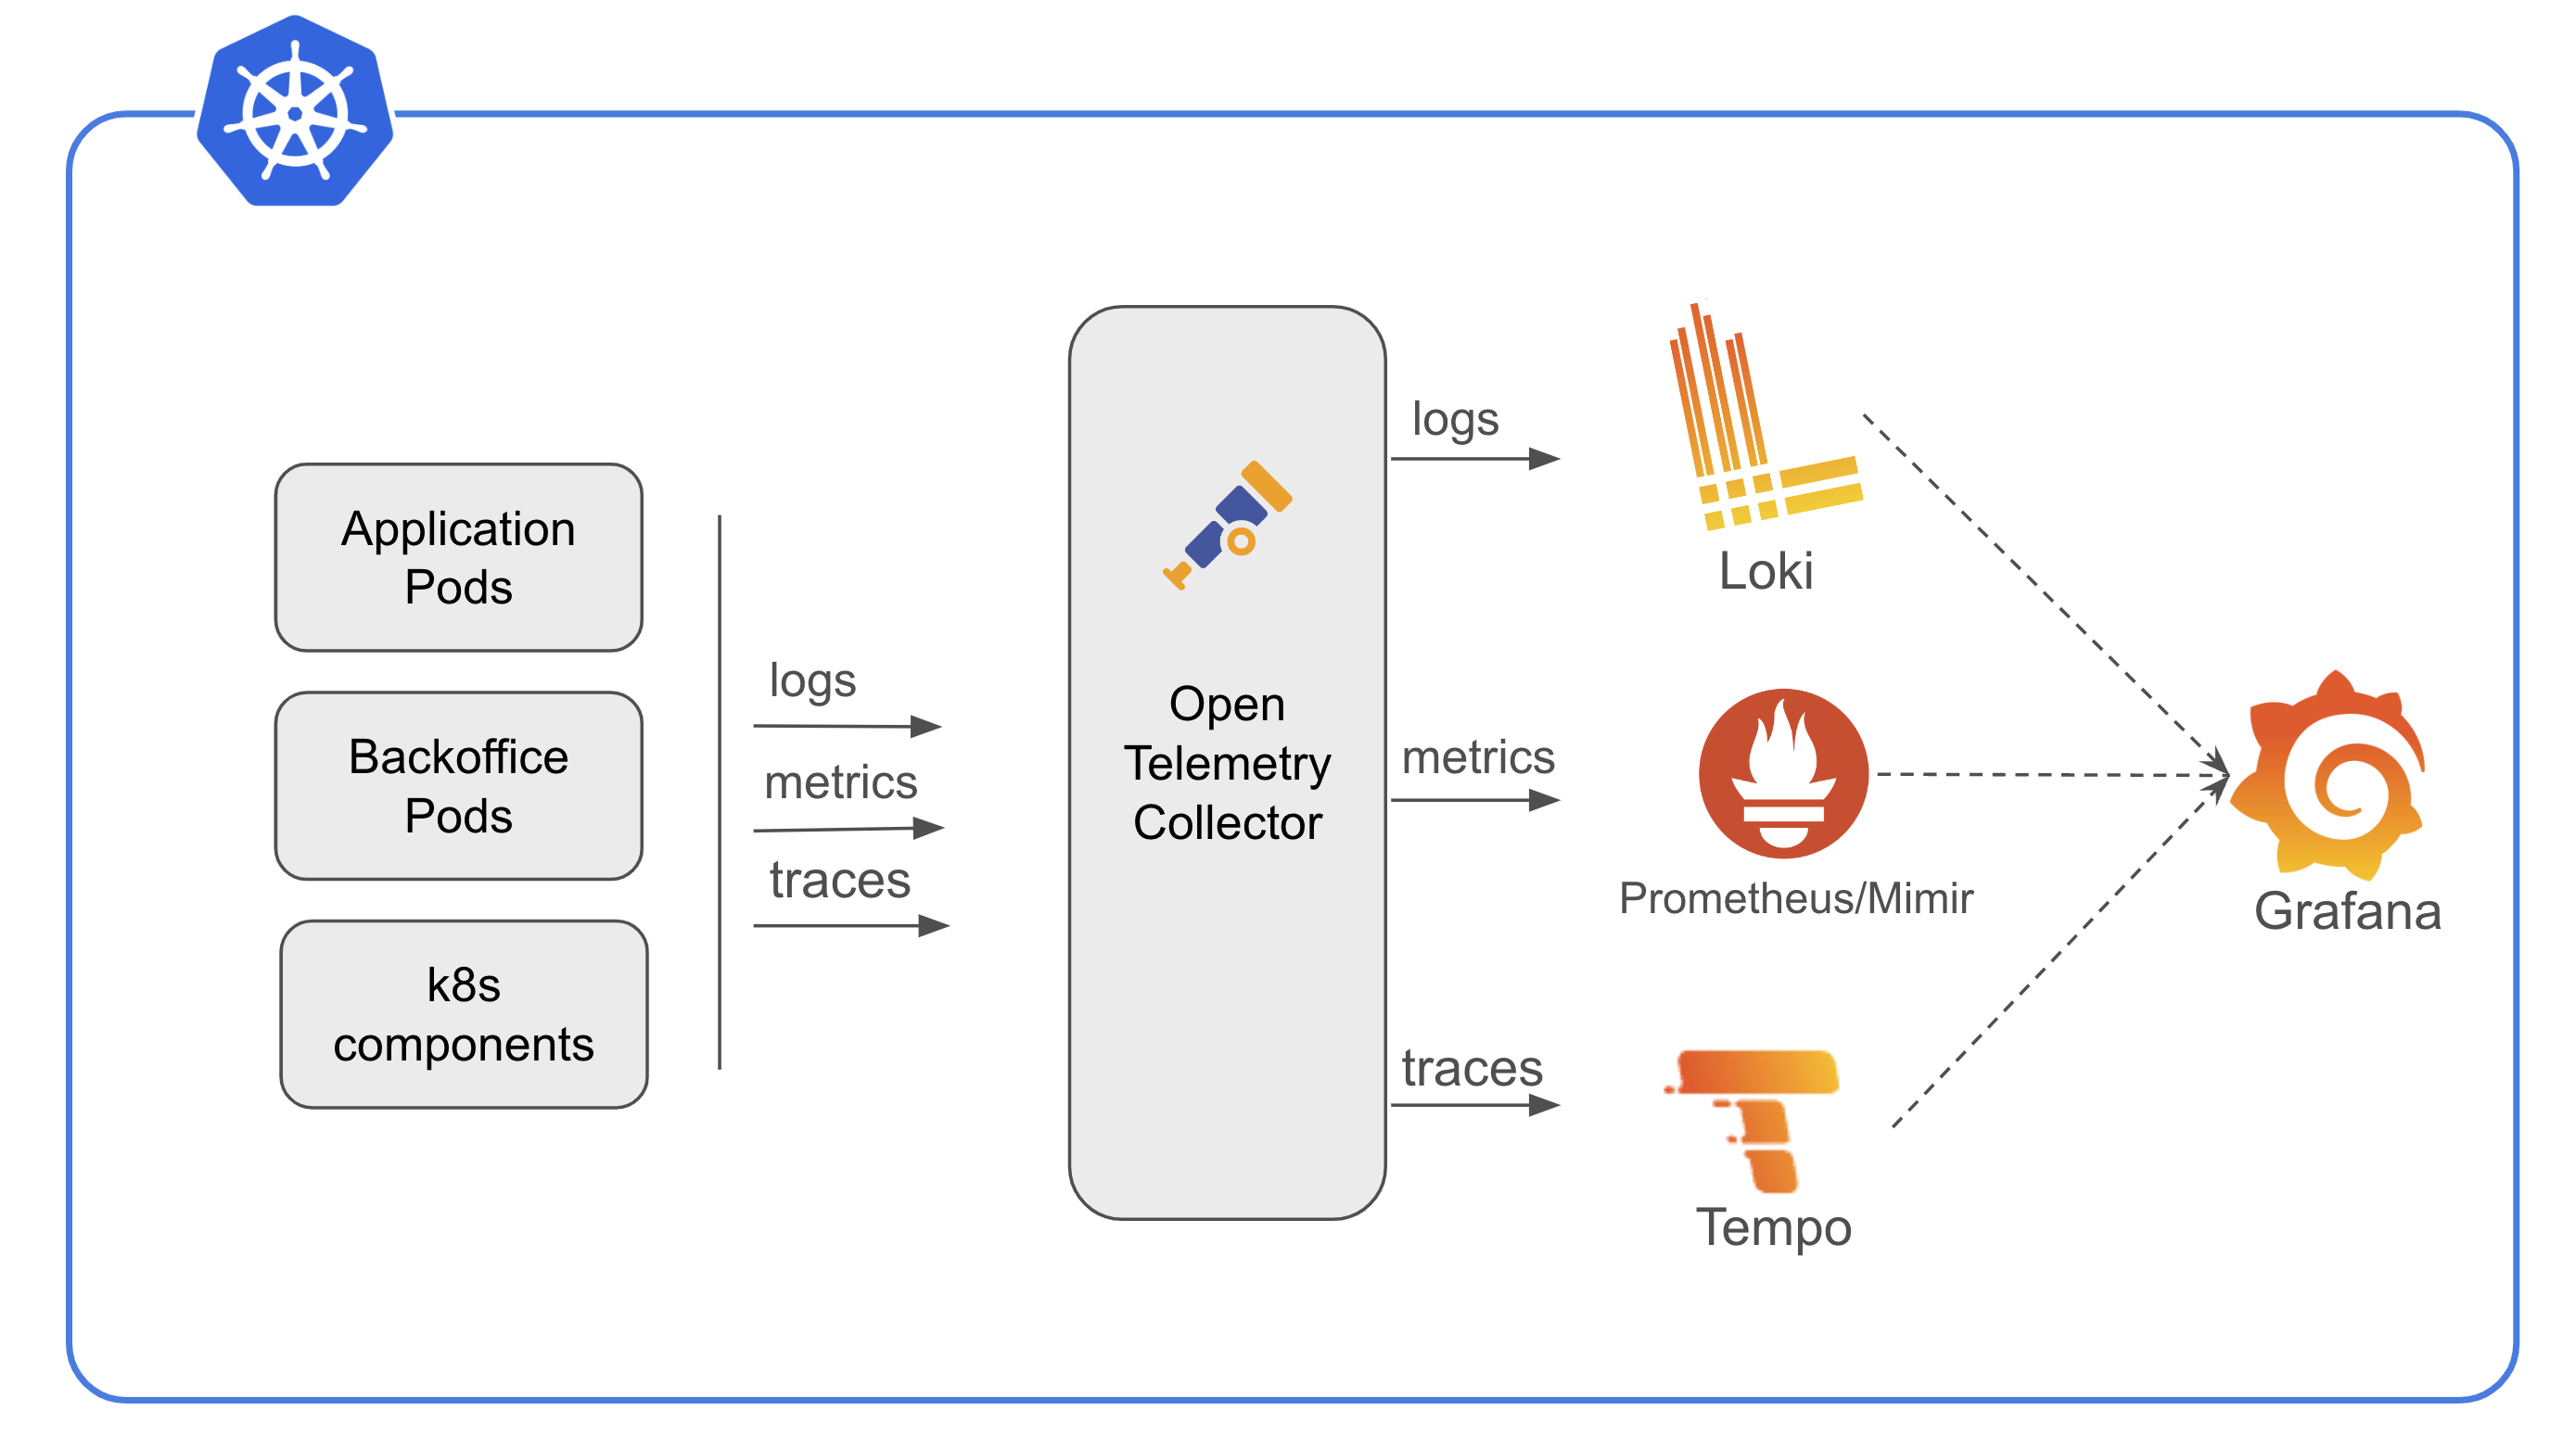 Application
Pods
Backoffice
Pods
k8s
components
logs
metrics
traces
Open
Telemetry
Collector
logs
metrics
traces
Loki
Prometheus/Mimir
Tempo
Grafana